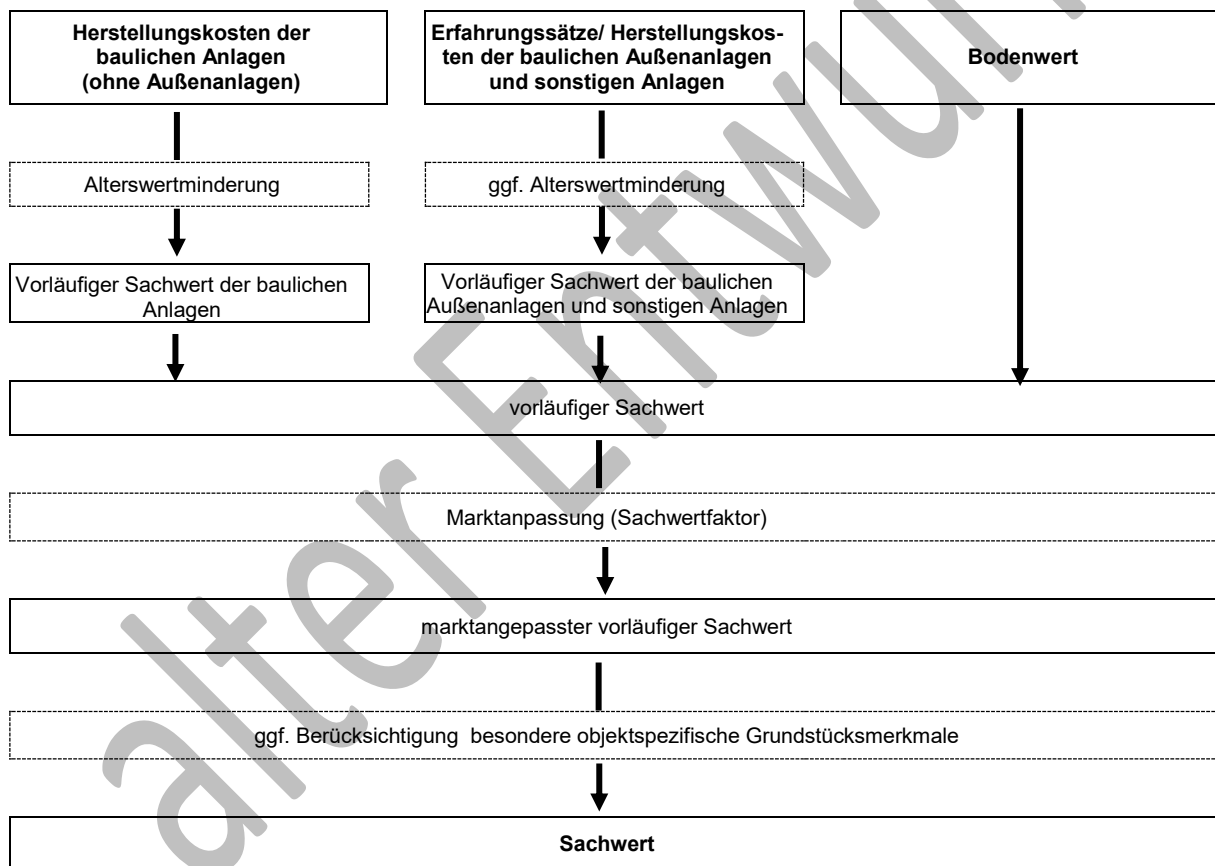 Herstellungskosten der
baulichen Anlagen
(ohne Außenanlagen)
Erfahrungssätze/ Herstellungskos-
ten der baulichen Außenanlagen
und sonstigen Anlagen
Bodenwert
Alterswertminderung
ggf. Alterswertminderung
Vorläufiger Sachwert der baulichen
Anlagen
Vorläufiger Sachwert der baulichen
Außenanlagen und sonstigen Anlagen
vorläufiger Sachwert
Marktanpassung (Sachwertfaktor)
marktangepasster vorläufiger Sachwert
ggf. Berücksichtigung  besondere objektspezifische Grundstücksmerkmale
Sachwert
alter Entwurf